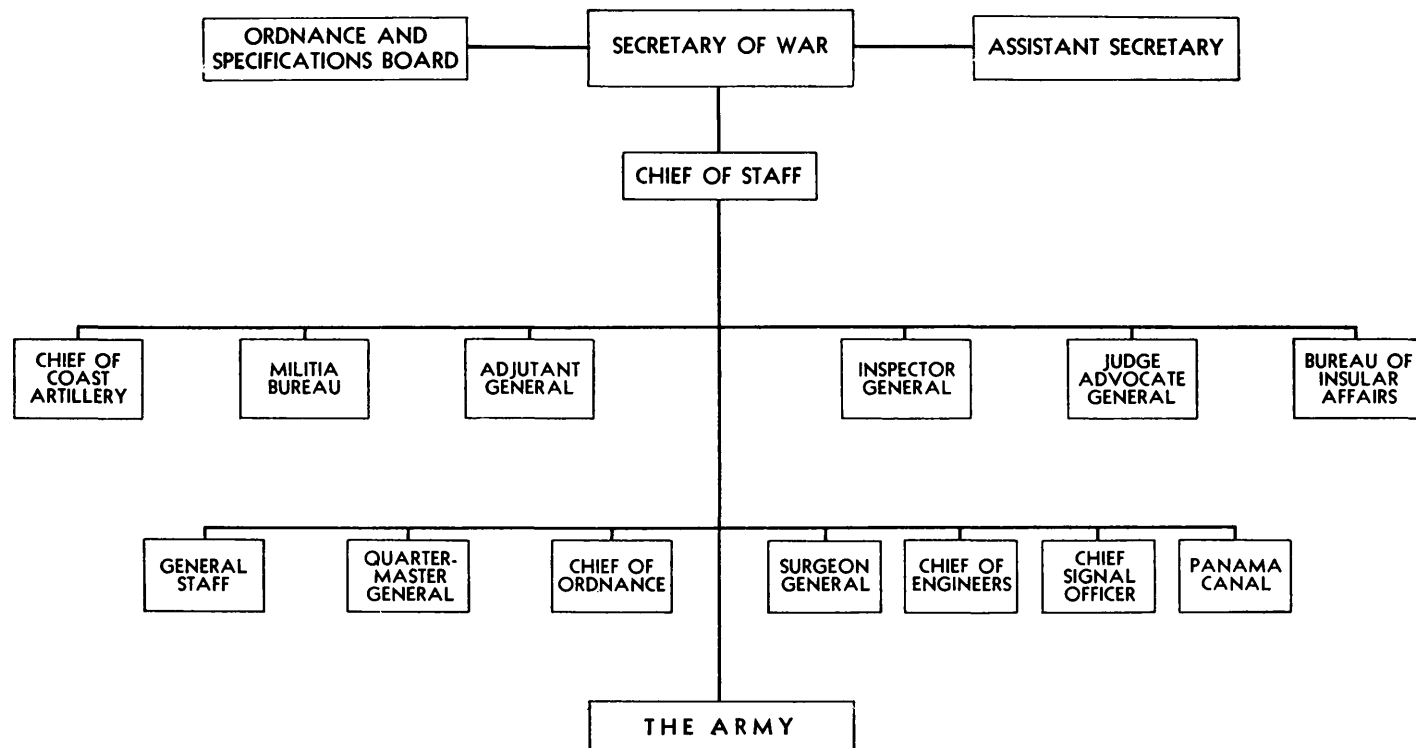 ORDNANCE AND
SPECIFICATIONS BOARD
SECRETARY OF WAR
ASSISTANT SECRETARY
CHIEF OF STAFF
CHIEF OF
COAST
ARTILLERY
MILITIA
BUREAU
ADJUTANT
GENERAL
INSPECTOR
GENERAL
JUDGE
ADVOCATE
GENERAL
BUREAU OF
INSULAR
AFFAIRS
GENERAL
STAFF
QUARTER-
MASTER
GENERAL
CHIEF OF
ORDNANCE
SURGEON
GENERAL
CHIEF OF
ENGINEERS
CHIEF
SIGNAL
OFFICER
PANAMA
CANAL
THE ARMY